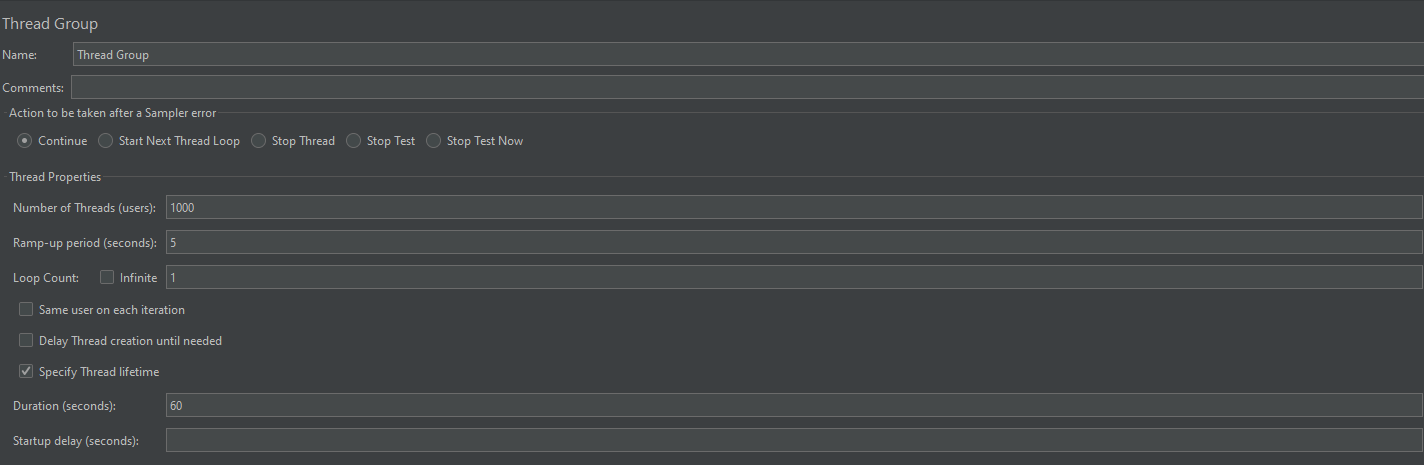 Thread Group
Name: Thread Group
Comments:
Action to be taken after a Sampler error
Continue Start Next Thread Loop Stop Thread Stop Test Stop Test Now
Thread Properties
Number of Threads (users): 1000
Ramp-up period (seconds): 5
Loop Count: Infinite 1
Same user on each iteration
Delay Thread creation until needed
Specify Thread lifetime
Duration (seconds): 60
Startup delay (seconds):